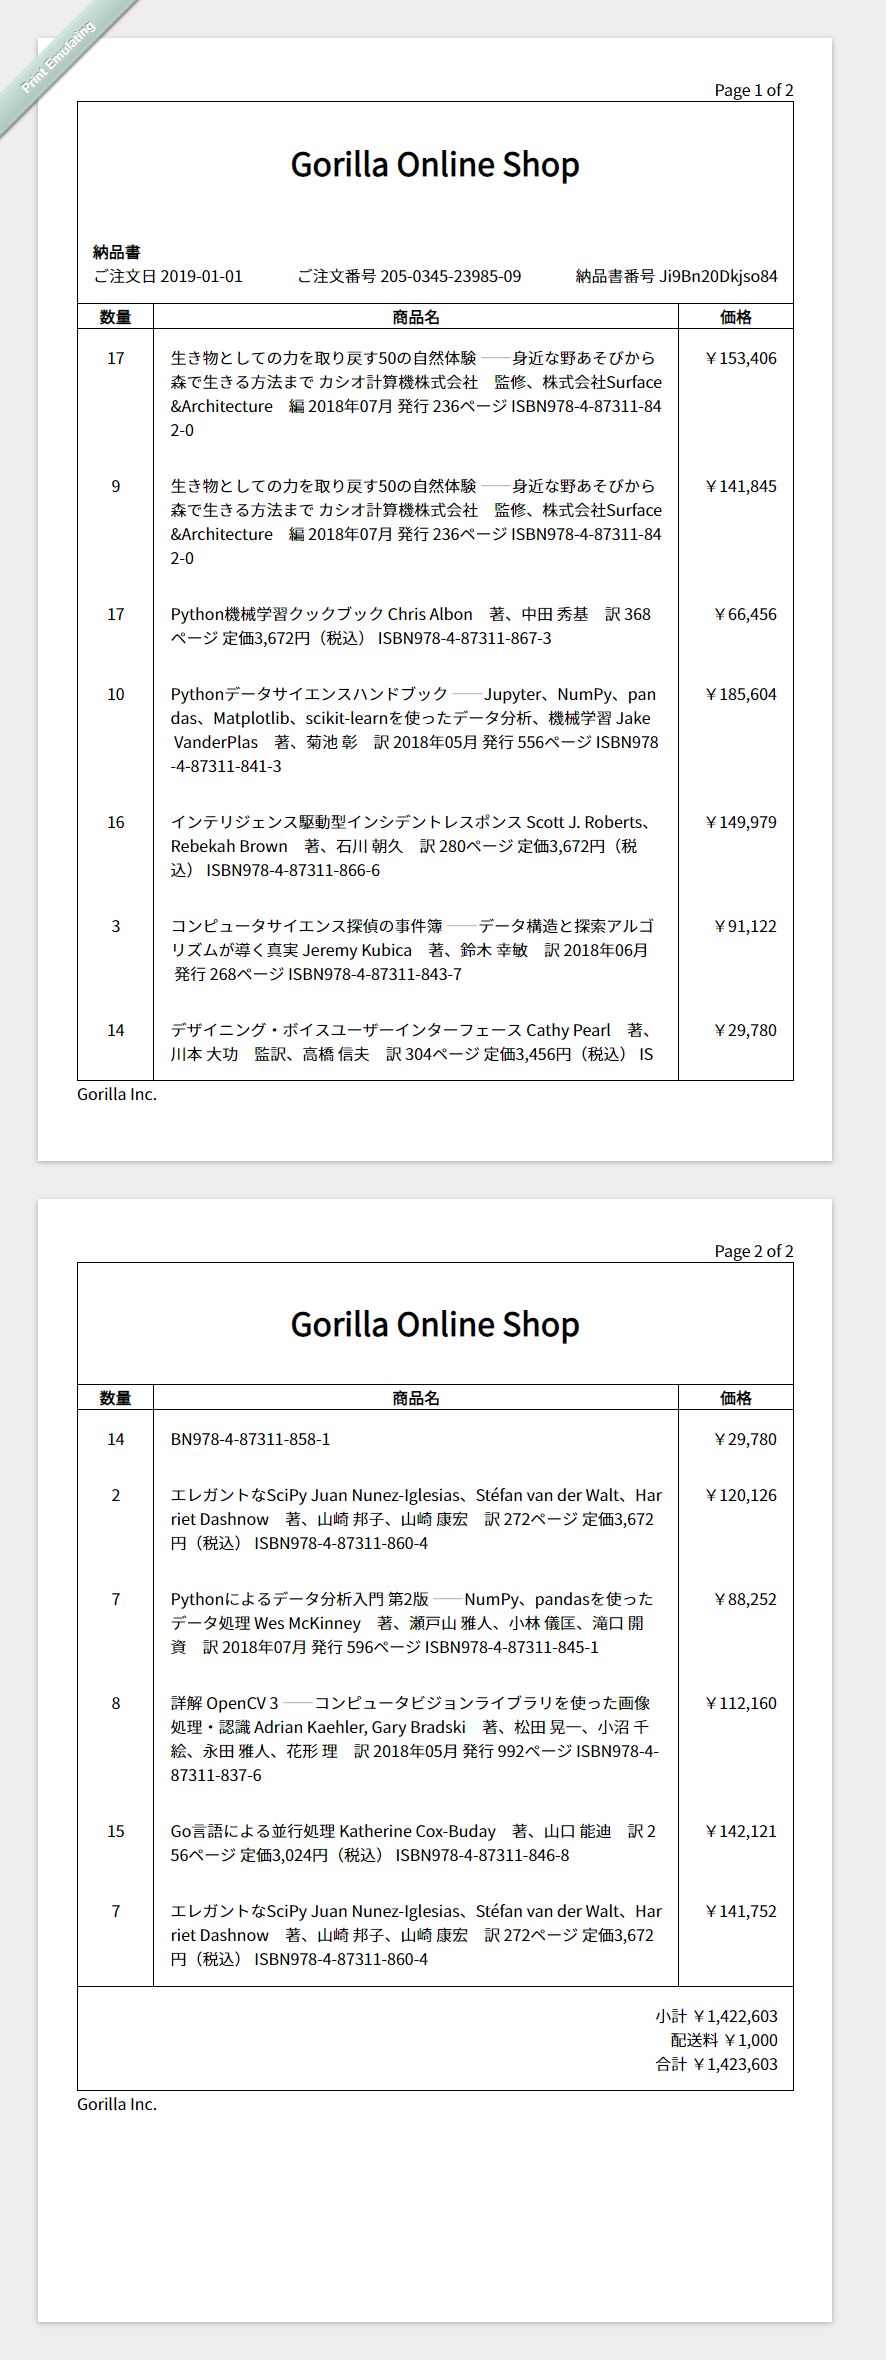 Print Emulating
Page 1 of 2
Gorilla Online Shop
納品書
ご注文日 2019-01-01 ご注文番号 205-0345-23985-09 納品書番号 Ji9Bn20Dkjso84
数量 商品名 価格
17 生き物としての力を取り戻す50の自然体験 ――身近な野あそびから ￥153,406
森で生きる方法まで カシオ計算機株式会社　監修、株式会社Surface
&Architecture　編 2018年07月 発行 236ページ ISBN978-4-87311-84
2-0
9 生き物としての力を取り戻す50の自然体験 ――身近な野あそびから ￥141,845
森で生きる方法まで カシオ計算機株式会社　監修、株式会社Surface
&Architecture　編 2018年07月 発行 236ページ ISBN978-4-87311-84
2-0
17 Python機械学習クックブック Chris Albon　著、中田 秀基　訳 368 ￥66,456
ページ 定価3,672円（税込） ISBN978-4-87311-867-3
10 Pythonデータサイエンスハンドブック ――Jupyter、NumPy、pan ￥185,604
das、Matplotlib、scikit-learnを使ったデータ分析、機械学習 Jake
VanderPlas　著、菊池 彰　訳 2018年05月 発行 556ページ ISBN978
-4-87311-841-3
16 インテリジェンス駆動型インシデントレスポンス Scott J. Roberts、 ￥149,979
Rebekah Brown　著、石川 朝久　訳 280ページ 定価3,672円（税
込） ISBN978-4-87311-866-6
3 コンピュータサイエンス探偵の事件簿 ――データ構造と探索アルゴ ￥91,122
リズムが導く真実 Jeremy Kubica　著、鈴木 幸敏　訳 2018年06月
発行 268ページ ISBN978-4-87311-843-7
14 デザイニング・ボイスユーザーインターフェース Cathy Pearl　著、 ￥29,780
川本 大功　監訳、高橋 信夫　訳 304ページ 定価3,456円（税込） IS
Gorilla Inc.
Page 2 of 2
Gorilla Online Shop
数量 商品名 価格
14 BN978-4-87311-858-1 ￥29,780
2 エレガントなSciPy Juan Nunez-Iglesias、Stéfan van der Walt、Har ￥120,126
riet Dashnow　著、山崎 邦子、山崎 康宏　訳 272ページ 定価3,672
円（税込） ISBN978-4-87311-860-4
7 Pythonによるデータ分析入門 第2版 ――NumPy、pandasを使った ￥88,252
データ処理 Wes McKinney　著、瀬戸山 雅人、小林 儀匡、滝口 開
資　訳 2018年07月 発行 596ページ ISBN978-4-87311-845-1
8 詳解 OpenCV 3 ――コンピュータビジョンライブラリを使った画像 ￥112,160
処理・認識 Adrian Kaehler, Gary Bradski　著、松田 晃一、小沼 千
絵、永田 雅人、花形 理　訳 2018年05月 発行 992ページ ISBN978-4-
87311-837-6
15 Go言語による並行処理 Katherine Cox-Buday　著、山口 能迪　訳 2 ￥142,121
56ページ 定価3,024円（税込） ISBN978-4-87311-846-8
7 エレガントなSciPy Juan Nunez-Iglesias、Stéfan van der Walt、Har ￥141,752
riet Dashnow　著、山崎 邦子、山崎 康宏　訳 272ページ 定価3,672
円（税込） ISBN978-4-87311-860-4
小計 ￥1,422,603
配送料 ￥1,000
合計 ￥1,423,603
Gorilla Inc.